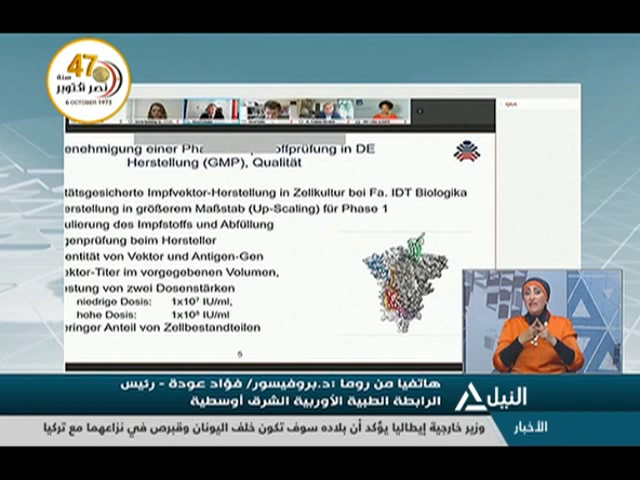 47
سنة
نصر أكتوبر
6 OCTOBER 1973
Q&A
enehmigung einer Pha offprüfung in DE
Herstellung (GMP), Qualität
tätsgesicherte Impfvektor-Herstellung in Zellkultur bei Fa. IDT Biologika
erstellung in größerem Maßstab (Up-Scaling) für Phase 1
ulierung des Impfstoffs und Abfüllung
genprüfung beim Hersteller
entität von Vektor und Antigen-Gen
ektor-Titer im vorgegebenen Volumen,
stung von zwei Dosenstärken
niedrige Dosis: 1x10⁷ IU/ml,
hohe Dosis: 1x10⁸ IU/ml
eringer Anteil von Zellbestandteilen
5
هاتفيا من روما :د.بروفيسور/ فؤاد عودة - رئيس
الرابطة الطبية الأوربية الشرق أوسطية
النيل
الأخبار
وزير خارجية إيطاليا يؤكد أن بلاده سوف تكون خلف اليونان وقبرص في نزاعهما مع تركيا